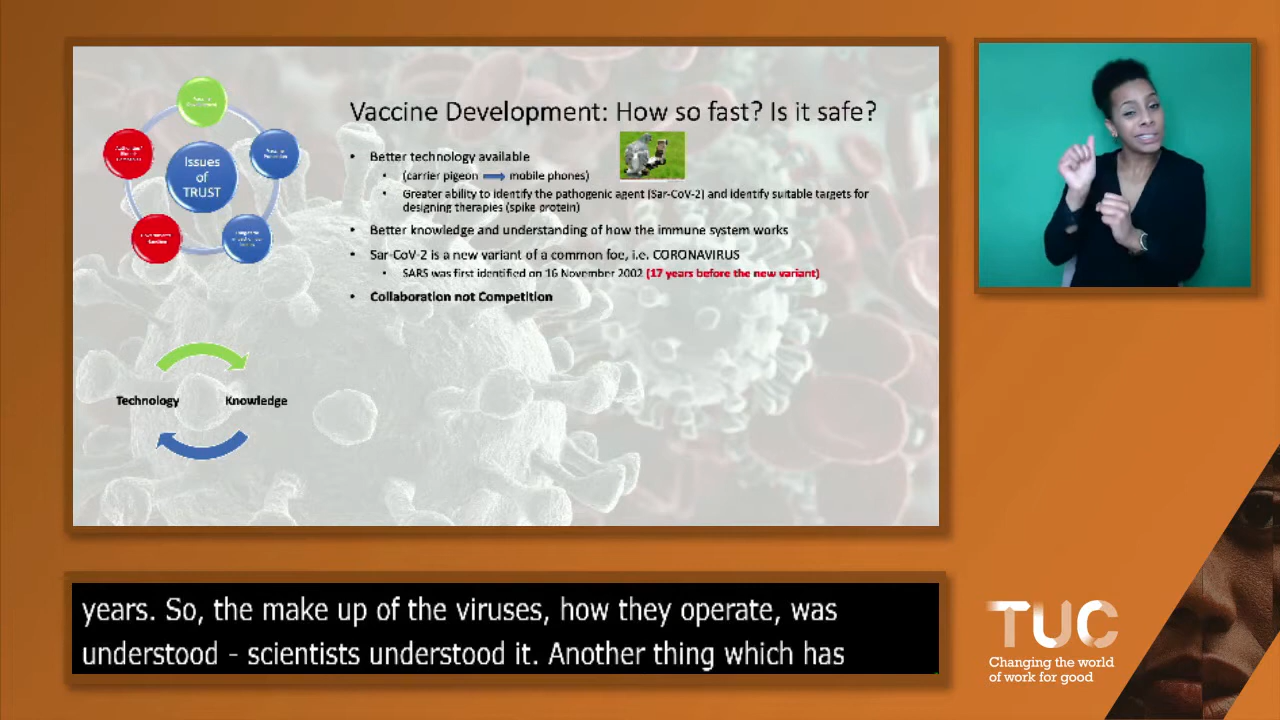 Vaccine Development: How so fast? Is it safe?
Issues
of
TRUST
• Better technology available
• (carrier pigeon mobile phones)
• Greater ability to identify the pathogenic agent (Sar-CoV-2) and identify suitable targets for
designing therapies (spike protein)
• Better knowledge and understanding of how the immune system works
• Sar-CoV-2 is a new variant of a common foe, i.e. CORONAVIRUS
• SARS was first identified on 16 November 2002 (17 years before the new variant)
• Collaboration not Competition
Technology
Knowledge
years. So, the make up of the viruses, how they operate, was
understood - scientists understood it. Another thing which has
TUC
Changing the world
of work for good